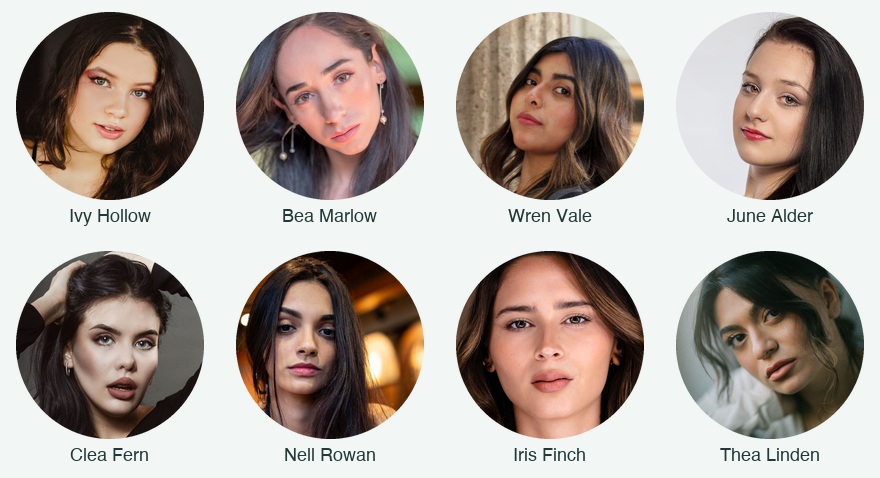 Ivy Hollow
Bea Marlow
Wren Vale
June Alder
Clea Fern
Nell Rowan
Iris Finch
Thea Linden